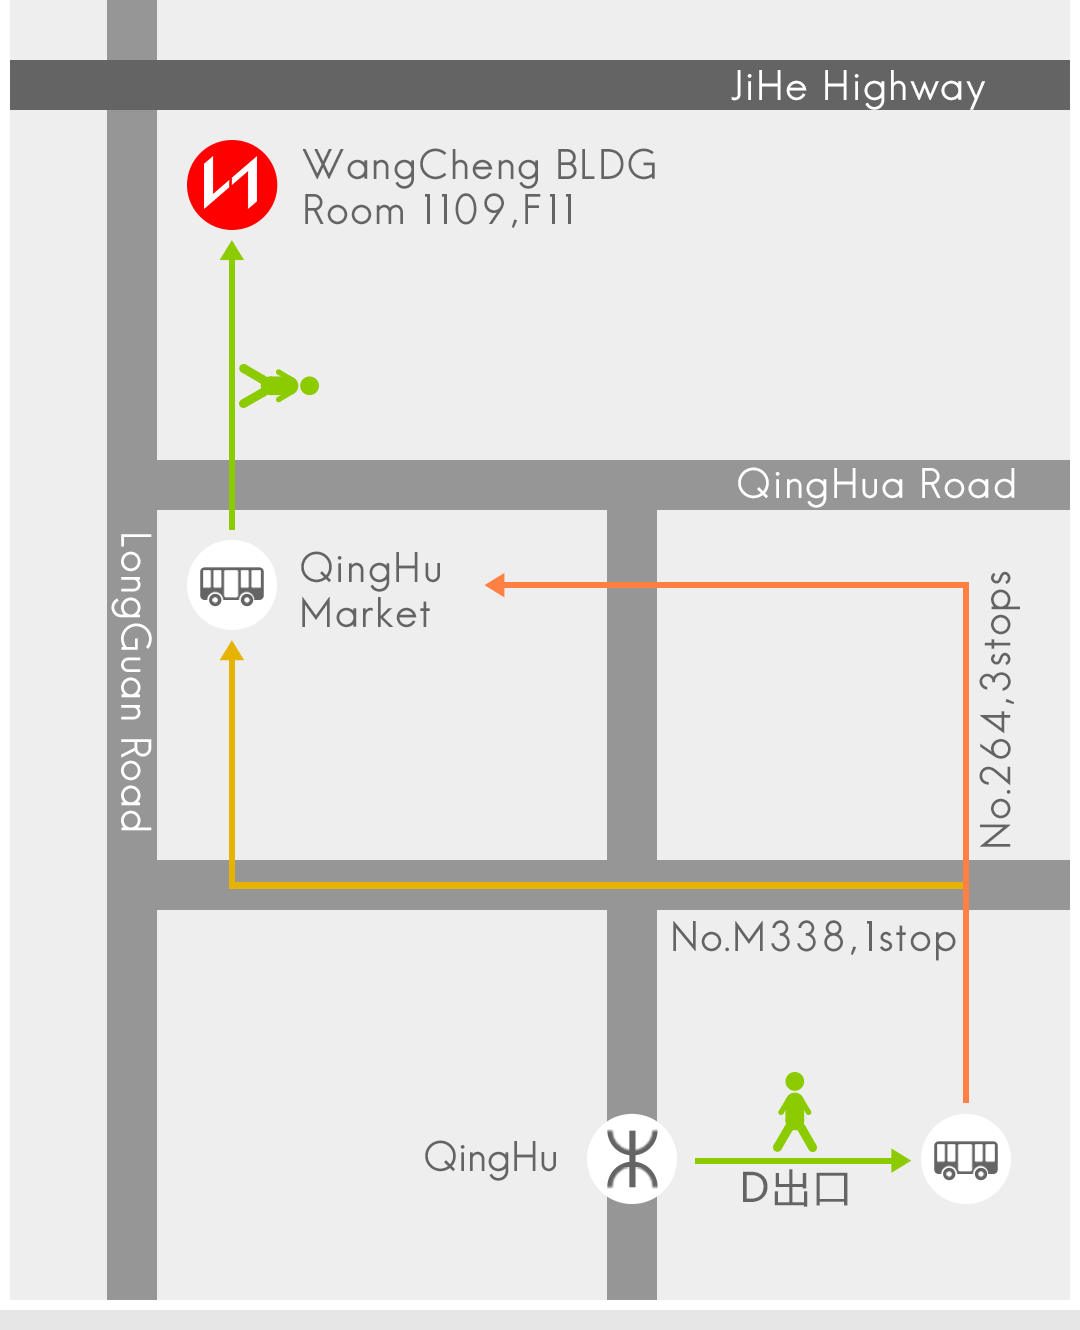 JiHe Highway
WangCheng BLDG
Room 1109,F11
QingHua Road
LongGuan Road
QingHu
Market
No.264,3stops
No.M338,1stop
QingHu
D出口